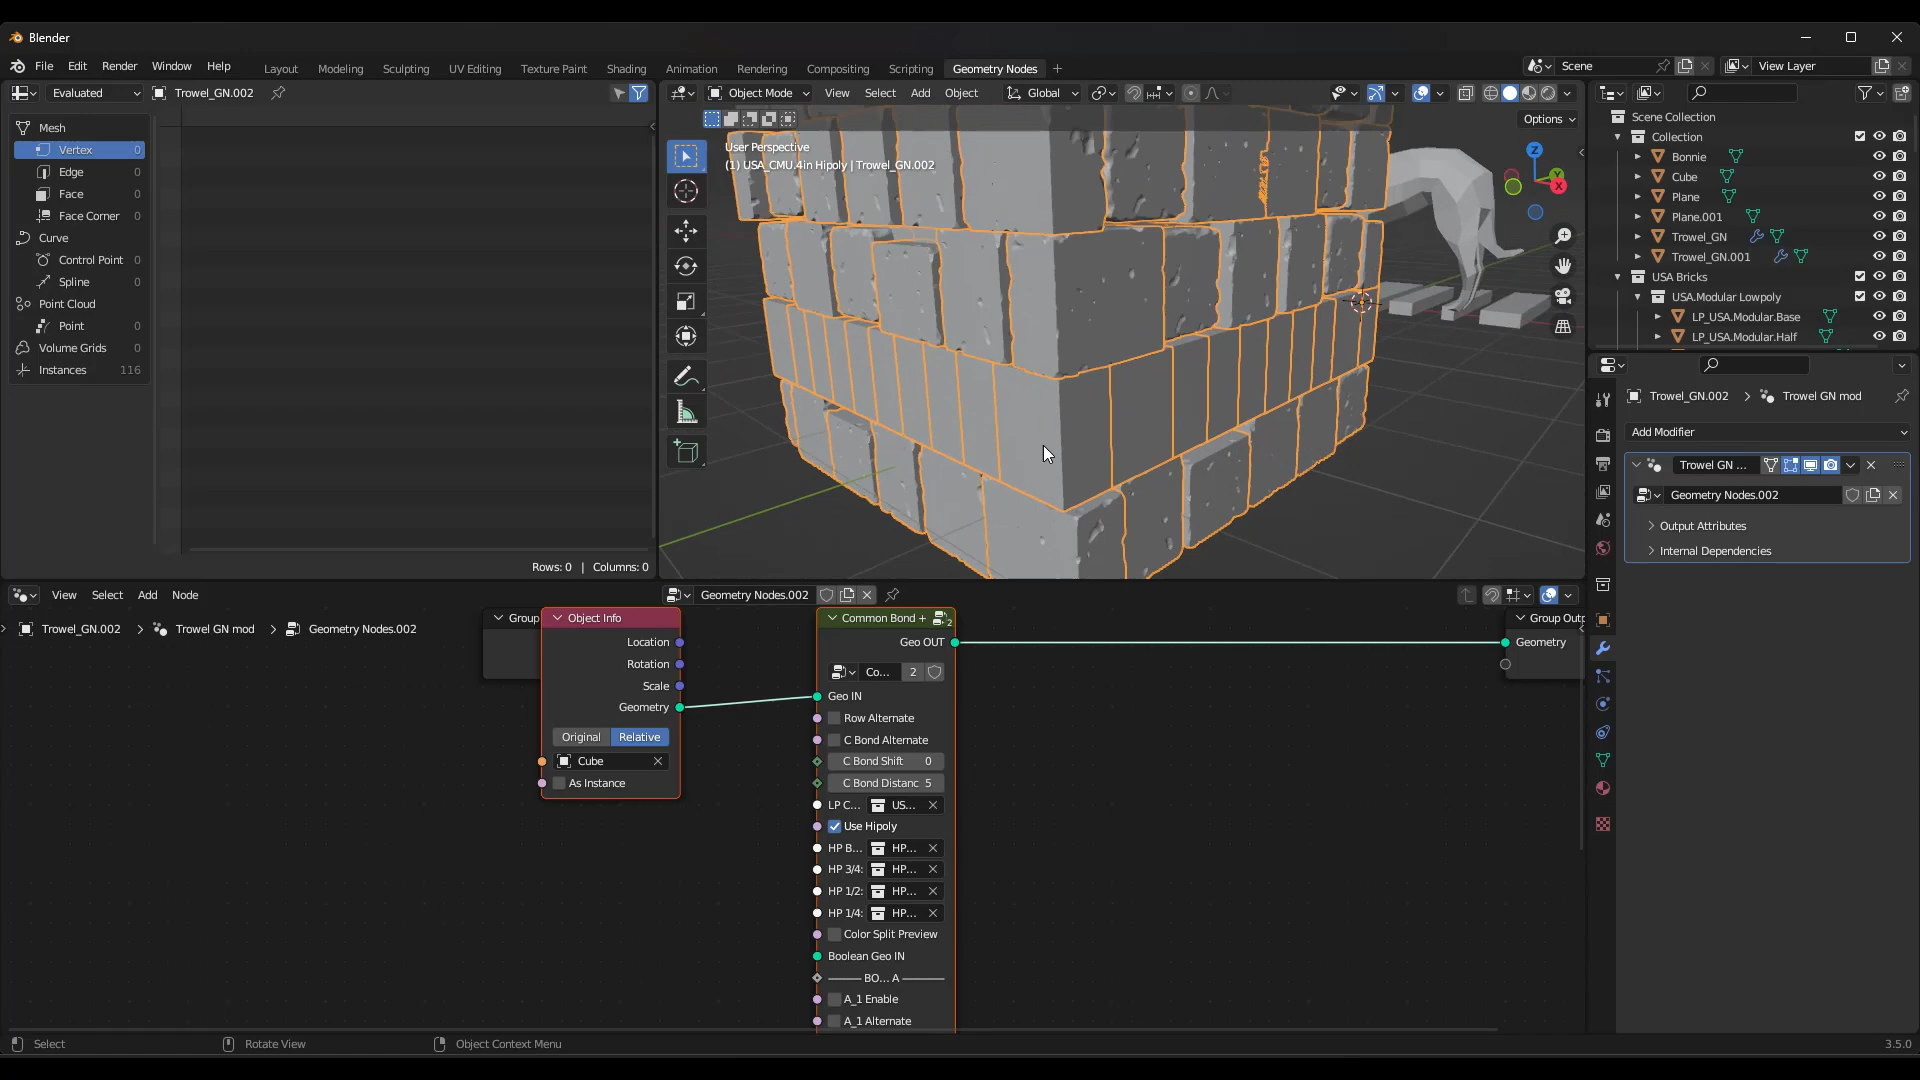 Blender
File Edit Render Window Help
Layout Modeling Sculpting UV Editing Texture Paint Shading Animation Rendering Compositing Scripting Geometry Nodes +
Scene
View Layer
Evaluated
Trowel_GN.002
Mesh
Vertex 0
Edge 0
Face 0
Face Corner 0
Curve
Control Point 0
Spline 0
Point Cloud
Point 0
Volume Grids 0
Instances 116
Rows: 0 | Columns: 0
Object Mode
View Select Add Object
Global
Options
User Perspective
(1) USA_CMU.4in Hipoly | Trowel_GN.002
Z
Y
X
Scene Collection
Collection
Bonnie
Cube
Plane
Plane.001
Trowel_GN
Trowel_GN.001
USA Bricks
USA.Modular Lowpoly
LP_USA.Modular.Base
LP_USA.Modular.Half
Trowel_GN.002 > Trowel GN mod
Add Modifier
Trowel GN ...
Geometry Nodes.002
Output Attributes
Internal Dependencies
View Select Add Node
Geometry Nodes.002
Trowel_GN.002 > Trowel GN mod > Geometry Nodes.002
Group
Object Info
Location
Rotation
Scale
Geometry
Original Relative
Cube
As Instance
Common Bond +
2
Geo OUT
Co... 2
Geo IN
Row Alternate
C Bond Alternate
C Bond Shift 0
C Bond Distanc 5
LP C... US...
Use Hipoly
HP B... HP...
HP 3/4: HP...
HP 1/2: HP...
HP 1/4: HP...
Color Split Preview
Boolean Geo IN
BO... A
A_1 Enable
A_1 Alternate
Group Outp
Geometry
Select
Rotate View
Object Context Menu
3.5.0